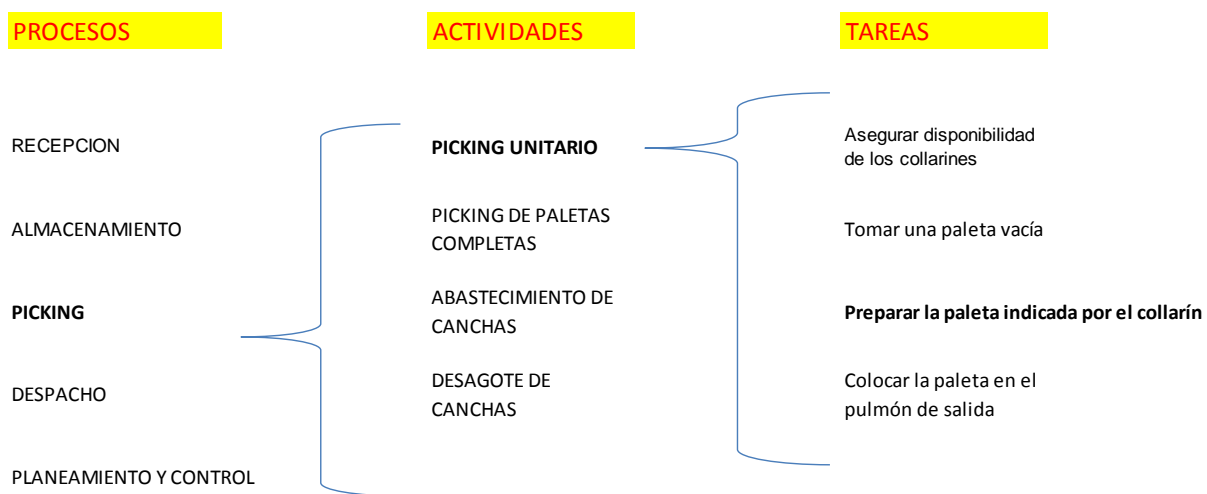 PROCESOS
ACTIVIDADES
TAREAS
RECEPCION
ALMACENAMIENTO
PICKING
DESPACHO
PLANEAMIENTO Y CONTROL
PICKING UNITARIO
PICKING DE PALETAS
COMPLETAS
ABASTECIMIENTO DE
CANCHAS
DESAGOTE DE
CANCHAS
Asegurar disponibilidad
de los collarines
Tomar una paleta vacía
Preparar la paleta indicada por el collarín
Colocar la paleta en el
pulmón de salida